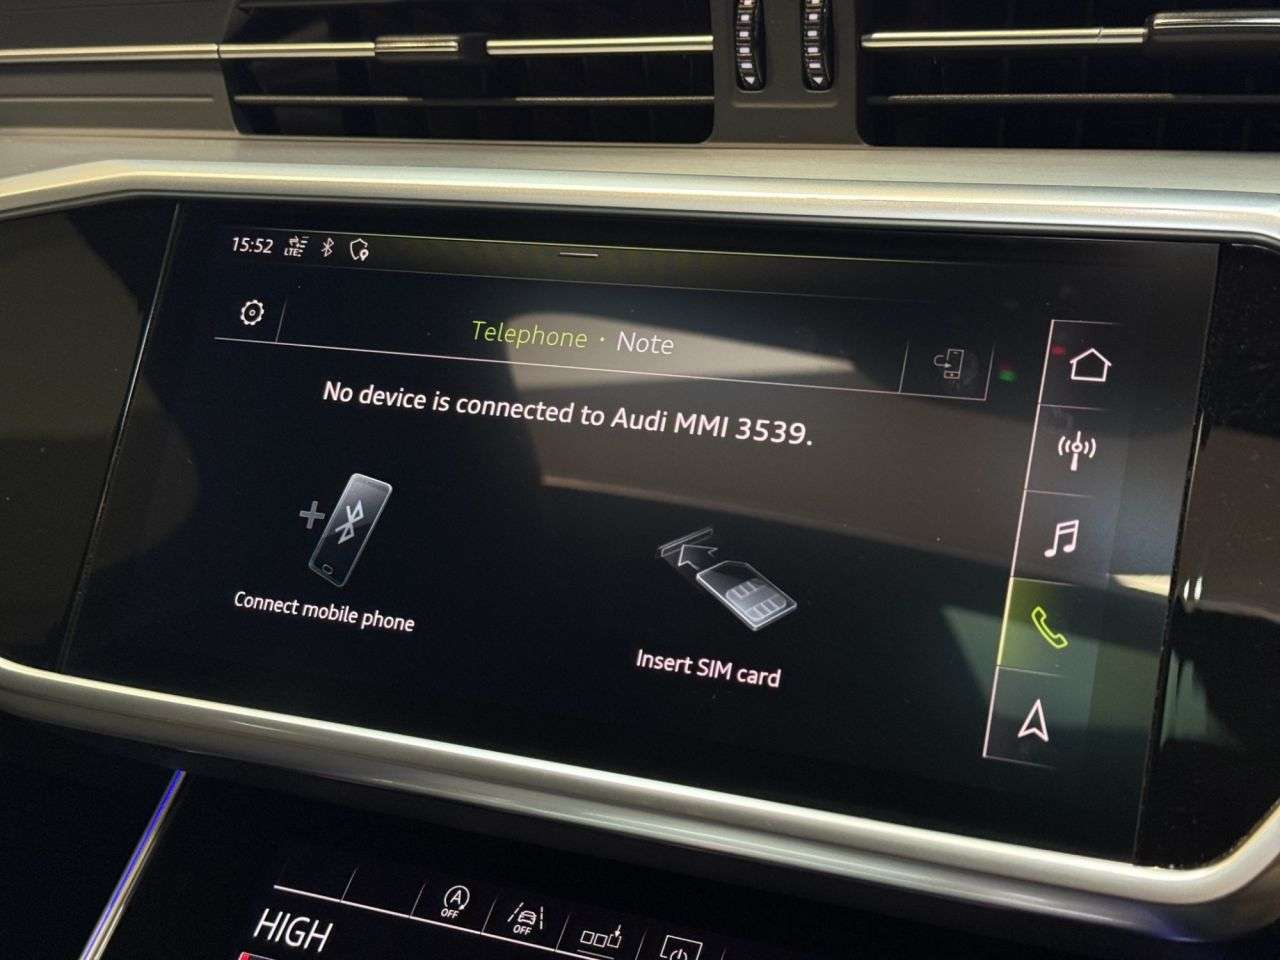 15:52 LTE
Telephone · Note
No device is connected to Audi MMI 3539.
Connect mobile phone
Insert SIM card
A
OFF
OFF
HIGH